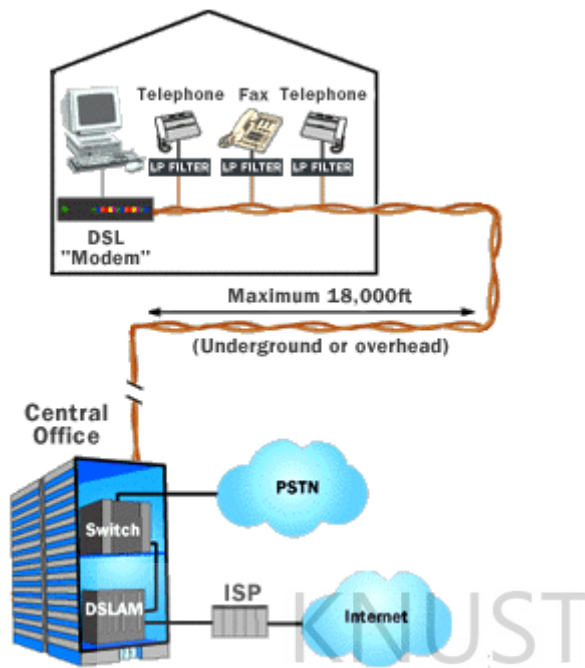 Telephone Fax Telephone
LP FILTER LP FILTER LP FILTER
DSL
"Modem"
Maximum 18,000ft
(Underground or overhead)
Central
Office
PSTN
Switch
DSLAM
ISP
Internet
KNUST